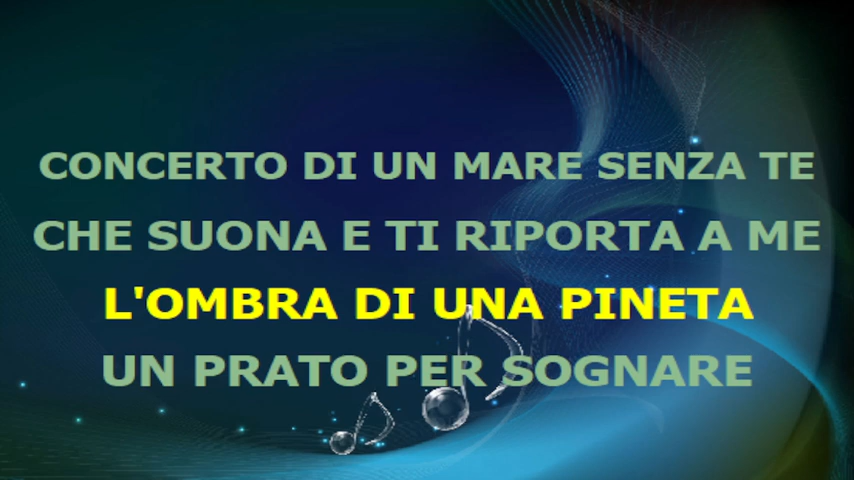 CONCERTO DI UN MARE SENZA TE
CHE SUONA E TI RIPORTA A ME
L'OMBRA DI UNA PINETA
UN PRATO PER SOGNARE